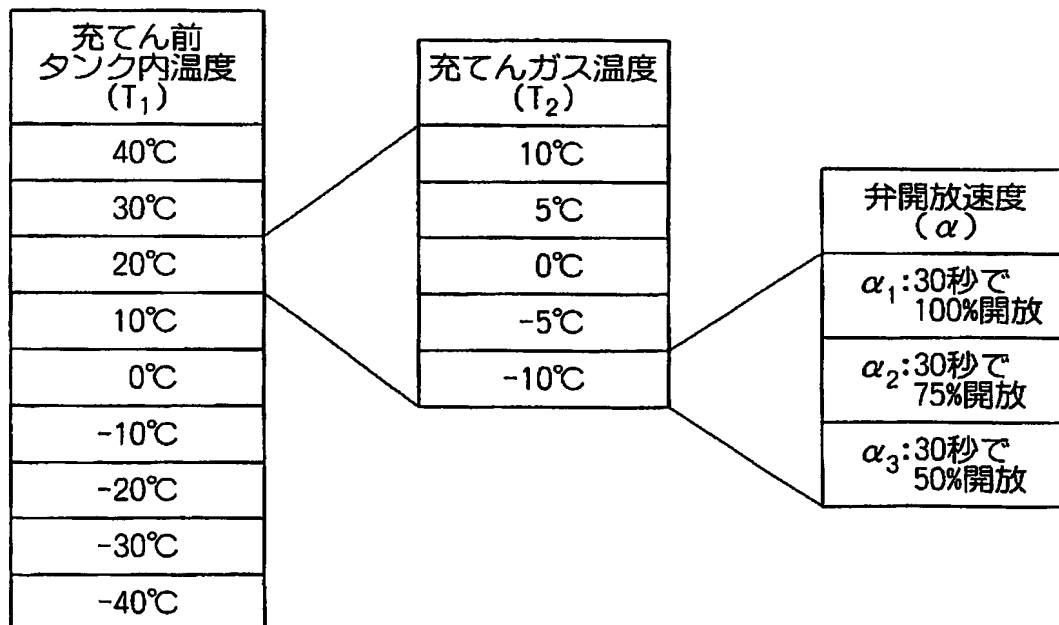 充てん前
タンク内温度
(T₁)
40℃
30℃
20℃
10℃
0℃
-10℃
-20℃
-30℃
-40℃
充てんガス温度
(T₂)
10℃
5℃
0℃
-5℃
-10℃
弁開放速度
(α)
α₁:30秒で
100%開放
α₂:30秒で
75%開放
α₃:30秒で
50%開放